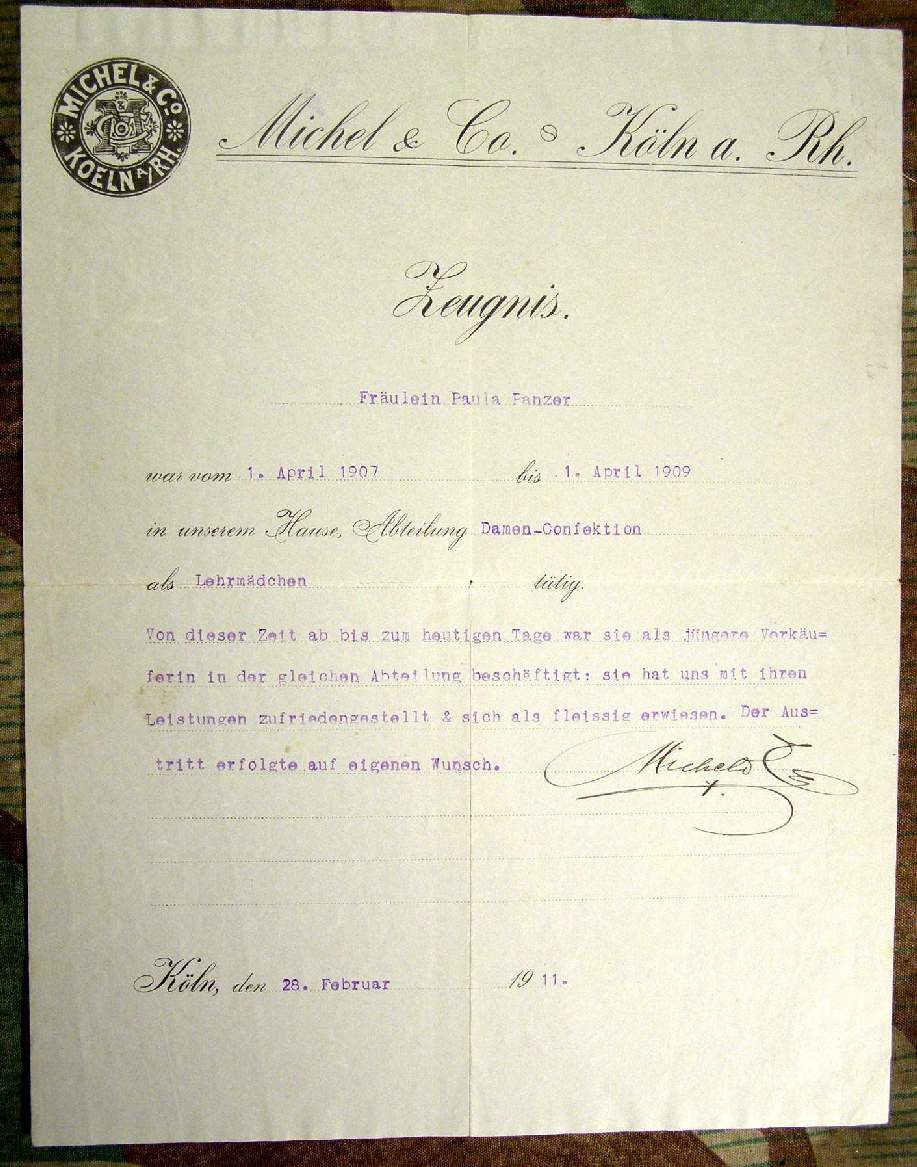 MICHEL & Co
KOELN A/RH
Michel & Co. Köln a. Rh.
Zeugnis.
Fräulein Paula Panzer
war vom 1. April 1907 bis 1. April 1909
in unserem Hause, Abteilung Damen-Confektion
als Lehrmädchen tätig.
Von dieser Zeit ab bis zum heutigen Tage war sie als jüngere Verkäu=
ferin in der gleichen Abteilung beschäftigt; sie hat uns mit ihren
Leistungen zufriedengestellt & sich als fleissig erwiesen. Der Aus=
tritt erfolgte auf eigenen Wunsch.
Michel & Co
Köln, den 28. Februar 1911.